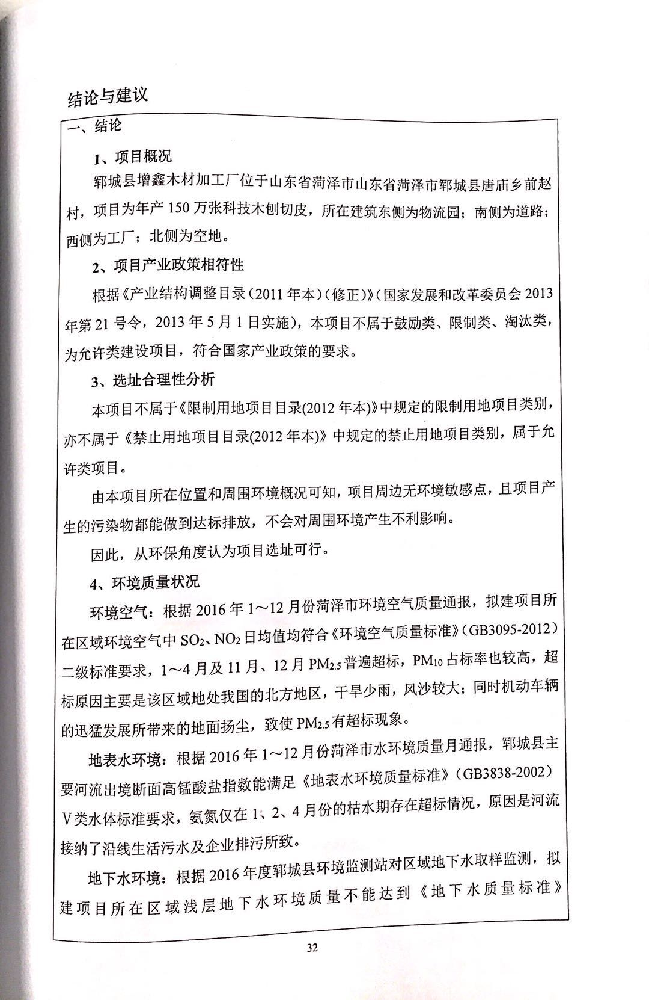 结论与建议
一、结论
1、项目概况
郓城县增鑫木材加工厂位于山东省菏泽市山东省菏泽市郓城县唐庙乡前赵
村，项目为年产 150 万张科技木刨切皮，所在建筑东侧为物流园；南侧为道路；
西侧为工厂；北侧为空地。
2、项目产业政策相符性
根据《产业结构调整目录（2011 年本）（修正）》（国家发展和改革委员会 2013
年第 21 号令，2013 年 5 月 1 日实施），本项目不属于鼓励类、限制类、淘汰类，
为允许类建设项目，符合国家产业政策的要求。
3、选址合理性分析
本项目不属于《限制用地项目目录(2012 年本)》中规定的限制用地项目类别，
亦不属于《禁止用地项目目录(2012 年本)》中规定的禁止用地项目类别，属于允
许类项目。
由本项目所在位置和周围环境概况可知，项目周边无环境敏感点，且项目产
生的污染物都能做到达标排放，不会对周围环境产生不利影响。
因此，从环保角度认为项目选址可行。
4、环境质量状况
环境空气：根据 2016 年 1～12 月份菏泽市环境空气质量通报，拟建项目所
在区域环境空气中 SO₂、NO₂ 日均值均符合《环境空气质量标准》（GB3095-2012）
二级标准要求，1～4 月及 11 月、12 月 PM₂.₅ 普遍超标，PM₁₀ 占标率也较高，超
标原因主要是该区域地处我国的北方地区，干旱少雨，风沙较大；同时机动车辆
的迅猛发展所带来的地面扬尘，致使 PM₂.₅ 有超标现象。
地表水环境：根据 2016 年 1～12 月份菏泽市水环境质量月通报，郓城县主
要河流出境断面高锰酸盐指数能满足《地表水环境质量标准》（GB3838-2002）
Ⅴ类水体标准要求，氨氮仅在 1、2、4 月份的枯水期存在超标情况，原因是河流
接纳了沿线生活污水及企业排污所致。
地下水环境：根据 2016 年度郓城县环境监测站对区域地下水取样监测，拟
建项目所在区域浅层地下水环境质量不能达到《地下水质量标准》
32